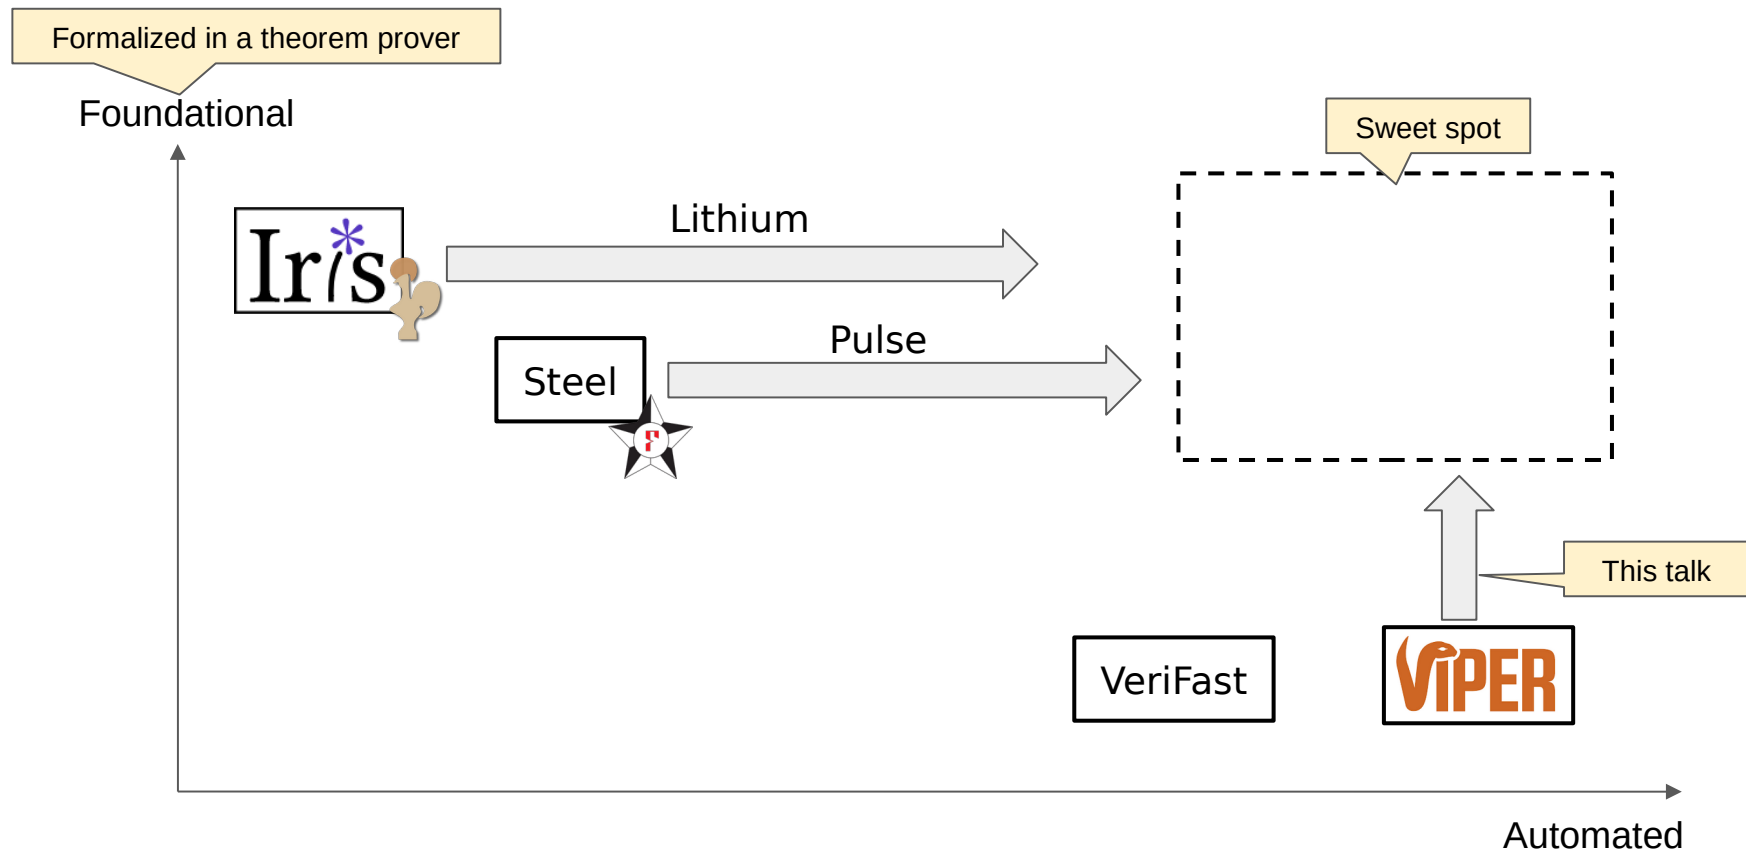 Formalized in a theorem prover
Foundational
Sweet spot
Lithium
Iris
Pulse
Steel
F
This talk
VeriFast
VIPER
Automated